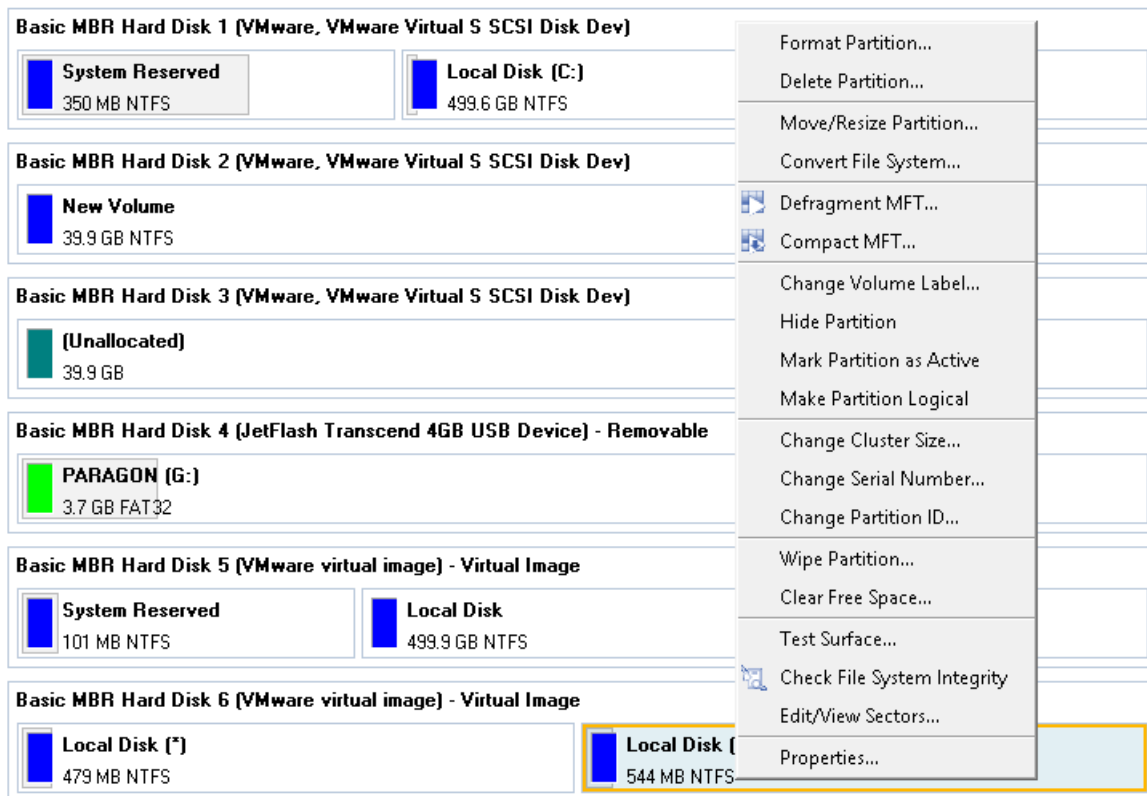 Basic MBR Hard Disk 1 (VMware, VMware Virtual S SCSI Disk Dev)
System Reserved
350 MB NTFS
Local Disk (C:)
499.6 GB NTFS
Basic MBR Hard Disk 2 (VMware, VMware Virtual S SCSI Disk Dev)
New Volume
39.9 GB NTFS
Basic MBR Hard Disk 3 (VMware, VMware Virtual S SCSI Disk Dev)
(Unallocated)
39.9 GB
Basic MBR Hard Disk 4 (JetFlash Transcend 4GB USB Device) - Removable
PARAGON (G:)
3.7 GB FAT32
Basic MBR Hard Disk 5 (VMware virtual image) - Virtual Image
System Reserved
101 MB NTFS
Local Disk
499.9 GB NTFS
Basic MBR Hard Disk 6 (VMware virtual image) - Virtual Image
Local Disk (*)
479 MB NTFS
Local Disk (
544 MB NTFS
Format Partition...
Delete Partition...
Move/Resize Partition...
Convert File System...
Defragment MFT...
Compact MFT...
Change Volume Label...
Hide Partition
Mark Partition as Active
Make Partition Logical
Change Cluster Size...
Change Serial Number...
Change Partition ID...
Wipe Partition...
Clear Free Space...
Test Surface...
Check File System Integrity
Edit/View Sectors...
Properties...